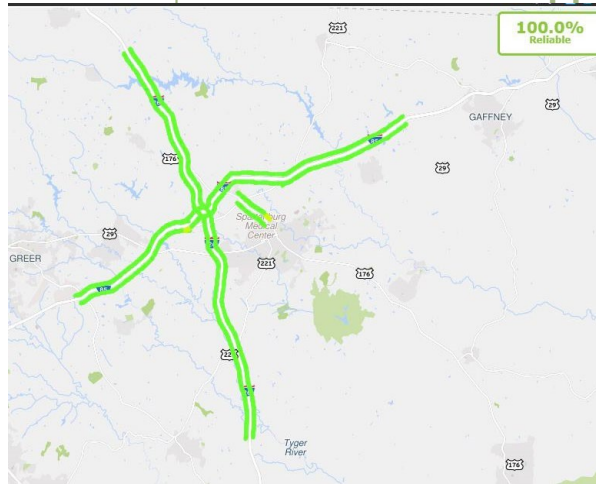 100.0%
Reliable
221
GAFFNEY
29
176
29
Spartanburg
Medical
Center
29
GREER
221
176
85
221
Tyger
River
176